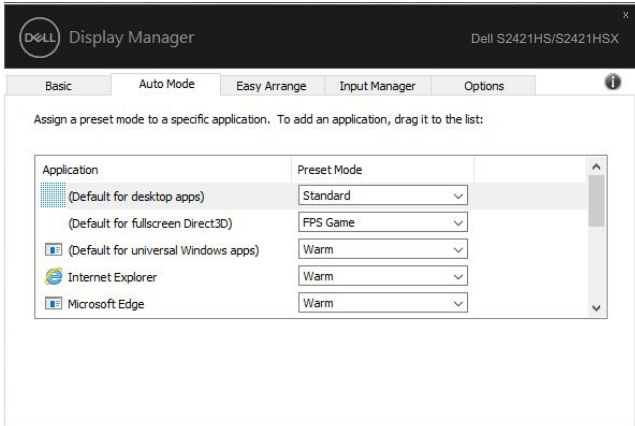 x
DELL Display Manager Dell S2421HS/S2421HSX
Basic Auto Mode Easy Arrange Input Manager Options i
Assign a preset mode to a specific application. To add an application, drag it to the list:
Application Preset Mode
(Default for desktop apps) Standard
(Default for fullscreen Direct3D) FPS Game
(Default for universal Windows apps) Warm
Internet Explorer Warm
Microsoft Edge Warm